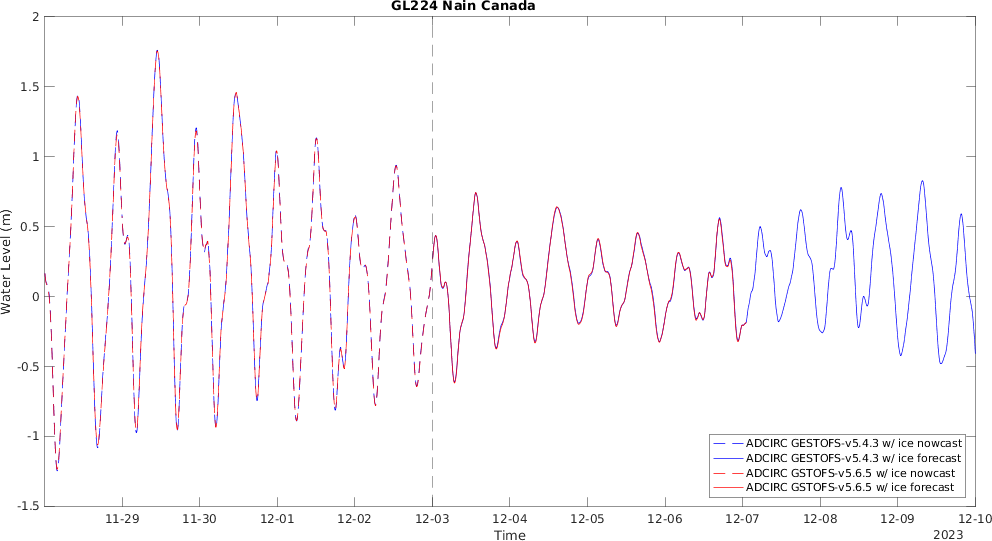 GL224 Nain Canada
2
1.5
1
0.5
0
-0.5
-1
-1.5
Water Level (m)
11-29 11-30 12-01 12-02 12-03 12-04 12-05 12-06 12-07 12-08 12-09 12-10
Time
2023
ADCIRC GESTOFS-v5.4.3 w/ ice nowcast
ADCIRC GESTOFS-v5.4.3 w/ ice forecast
ADCIRC GSTOFS-v5.6.5 w/ ice nowcast
ADCIRC GSTOFS-v5.6.5 w/ ice forecast